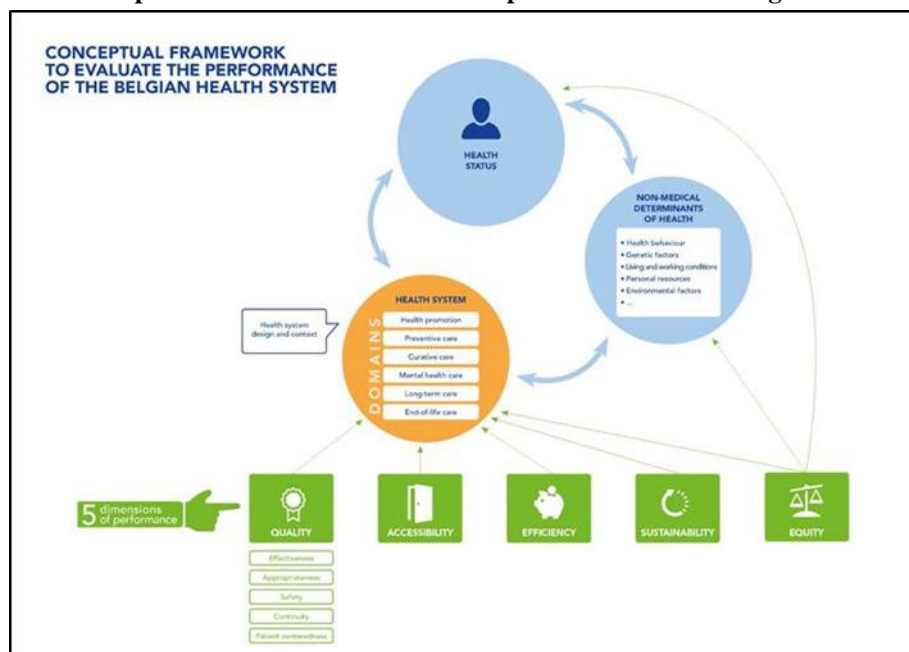 CONCEPTUAL FRAMEWORK
TO EVALUATE THE PERFORMANCE
OF THE BELGIAN HEALTH SYSTEM
HEALTH
STATUS
NON-MEDICAL
DETERMINANTS
OF HEALTH
• Health behaviour
• Genetic factors
• Living and working conditions
• Personal resources
• Environmental factors
• ...
HEALTH SYSTEM
DOMAINS
Health promotion
Preventive care
Curative care
Mental health care
Long-term care
End-of-life care
Health system
design and context
5 dimensions
of performance
QUALITY
ACCESSIBILITY
EFFICIENCY
SUSTAINABILITY
EQUITY
Effectiveness
Appropriateness
Safety
Continuity
Patient centeredness